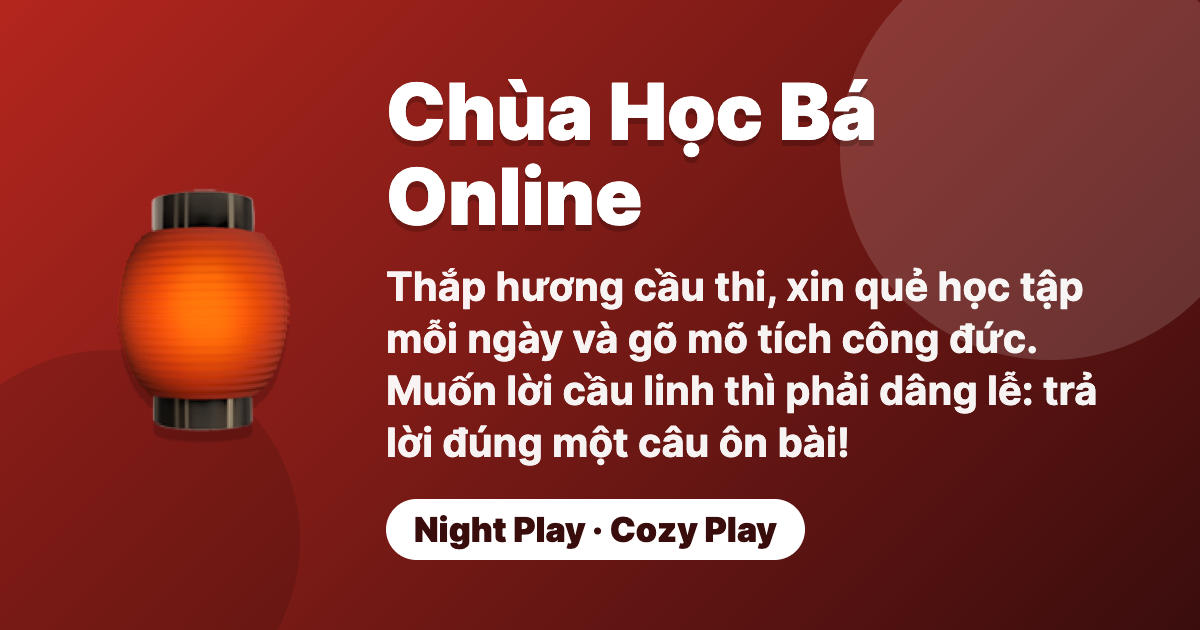 Chùa Học Bá
Online
Thắp hương cầu thi, xin quẻ học tập
mỗi ngày và gõ mõ tích công đức.
Muốn lời cầu linh thì phải dâng lễ: trả
lời đúng một câu ôn bài!
Night Play · Cozy Play